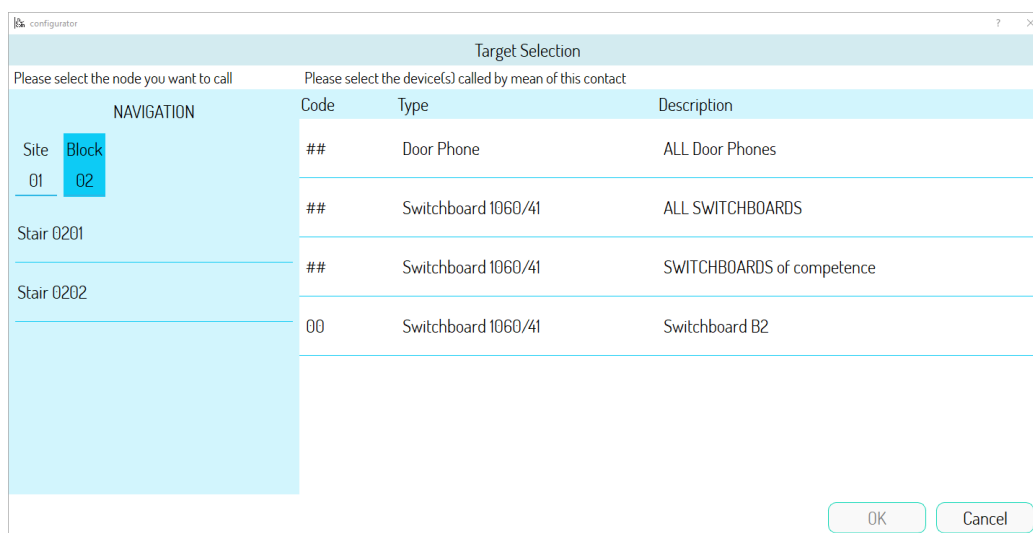 configurator ?
Target Selection
Please select the node you want to call
Please select the device(s) called by mean of this contact
NAVIGATION
Site Block
01 02
Stair 0201
Stair 0202
Code Type Description
## Door Phone ALL Door Phones
## Switchboard 1060/41 ALL SWITCHBOARDS
## Switchboard 1060/41 SWITCHBOARDS of competence
00 Switchboard 1060/41 Switchboard B2
OK Cancel